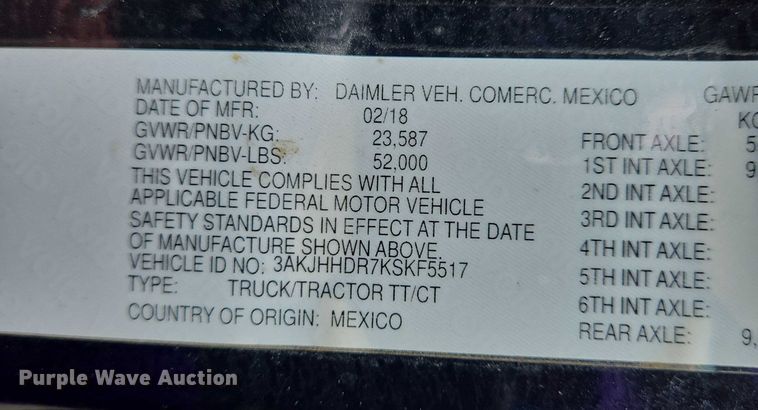 MANUFACTURED BY: DAIMLER VEH. COMERC. MEXICO
DATE OF MFR: 02/18
GVWR/PNBV-KG: 23,587
GVWR/PNBV-LBS: 52,000
THIS VEHICLE COMPLIES WITH ALL
APPLICABLE FEDERAL MOTOR VEHICLE
SAFETY STANDARDS IN EFFECT AT THE DATE
OF MANUFACTURE SHOWN ABOVE.
VEHICLE ID NO: 3AKJHHDR7KSKF5517
TYPE: TRUCK/TRACTOR TT/CT
COUNTRY OF ORIGIN: MEXICO
GAWR
FRONT AXLE: 5
1ST INT AXLE: 9
2ND INT AXLE:
3RD INT AXLE:
4TH INT AXLE:
5TH INT AXLE:
6TH INT AXLE:
REAR AXLE: 9,
Purple Wave Auction